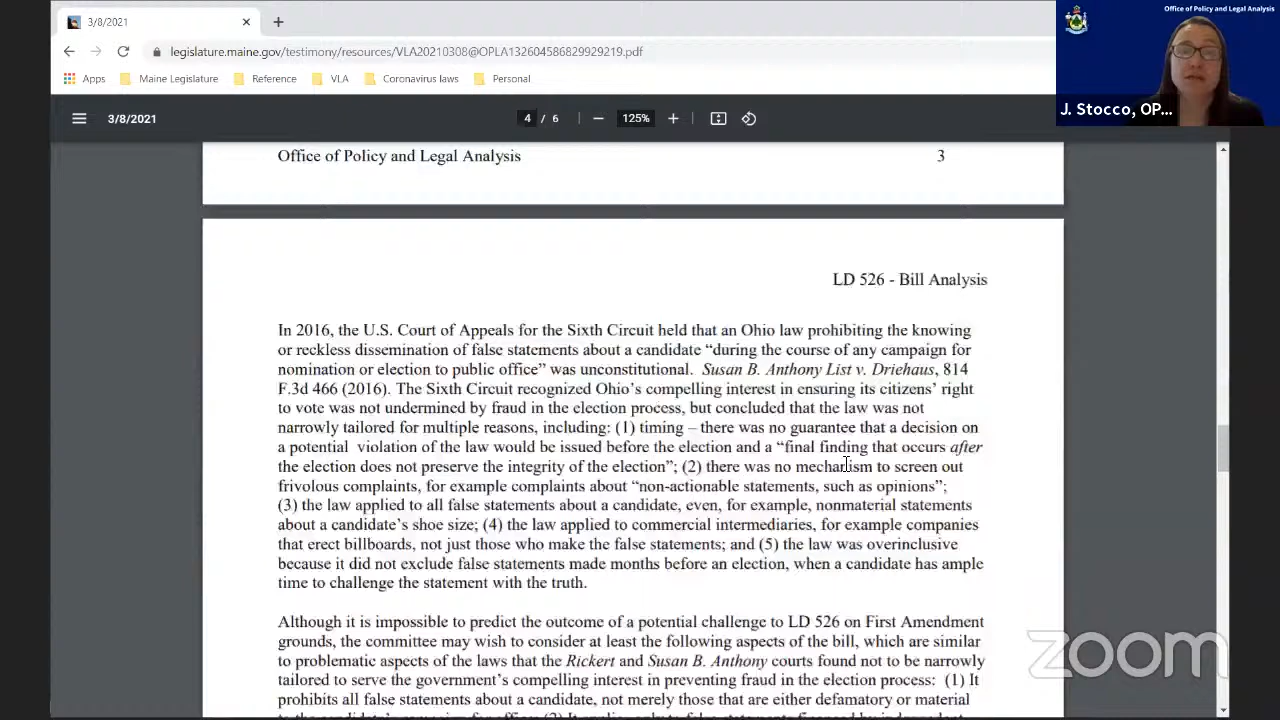 3/8/2021
Office of Policy and Legal Analysis
legislature.maine.gov/testimony/resources/VLA20210308@OPLA132604586829929219.pdf
Apps Maine Legislature Reference VLA Coronavirus laws Personal
J. Stocco, OP...
3/8/2021 4 / 6 125%
Office of Policy and Legal Analysis 3
LD 526 - Bill Analysis
In 2016, the U.S. Court of Appeals for the Sixth Circuit held that an Ohio law prohibiting the knowing
or reckless dissemination of false statements about a candidate “during the course of any campaign for
nomination or election to public office” was unconstitutional. Susan B. Anthony List v. Driehaus, 814
F.3d 466 (2016). The Sixth Circuit recognized Ohio’s compelling interest in ensuring its citizens’ right
to vote was not undermined by fraud in the election process, but concluded that the law was not
narrowly tailored for multiple reasons, including: (1) timing – there was no guarantee that a decision on
a potential violation of the law would be issued before the election and a “final finding that occurs after
the election does not preserve the integrity of the election”; (2) there was no mechanism to screen out
frivolous complaints, for example complaints about “non-actionable statements, such as opinions”;
(3) the law applied to all false statements about a candidate, even, for example, nonmaterial statements
about a candidate’s shoe size; (4) the law applied to commercial intermediaries, for example companies
that erect billboards, not just those who make the false statements; and (5) the law was overinclusive
because it did not exclude false statements made months before an election, when a candidate has ample
time to challenge the statement with the truth.
Although it is impossible to predict the outcome of a potential challenge to LD 526 on First Amendment
grounds, the committee may wish to consider at least the following aspects of the bill, which are similar
to problematic aspects of the laws that the Rickert and Susan B. Anthony courts found not to be narrowly
tailored to serve the government’s compelling interest in preventing fraud in the election process: (1) It
prohibits all false statements about a candidate, not merely those that are either defamatory or material
zoom